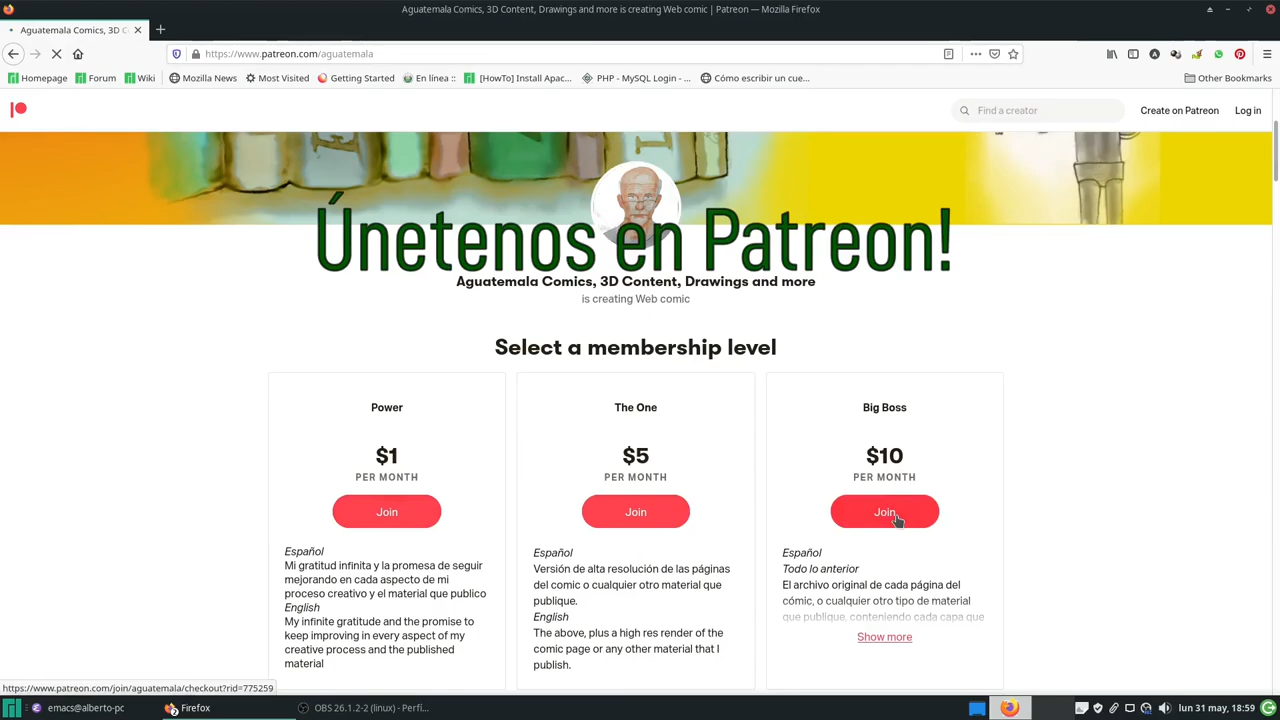 Aguatemala Comics, 3D Content, Drawings and more is creating Web comic | Patreon — Mozilla Firefox
Aguatemala Comics, 3D C
https://www.patreon.com/aguatemala
Homepage Forum Wiki Mozilla News Most Visited Getting Started En línea :: [HowTo] Install Apac... PHP - MySQL Login - ... Cómo escribir un cue... Other Bookmarks
Find a creator Create on Patreon Log in
Únetenos en Patreon!
Aguatemala Comics, 3D Content, Drawings and more
is creating Web comic
Select a membership level
Power
$1
PER MONTH
Join
Español
Mi gratitud infinita y la promesa de seguir
mejorando en cada aspecto de mi
proceso creativo y el material que publico
English
My infinite gratitude and the promise to
keep improving in every aspect of my
creative process and the published
material
The One
$5
PER MONTH
Join
Español
Versión de alta resolución de las páginas
del comic o cualquier otro material que
publique.
English
The above, plus a high res render of the
comic page or any other material that I
publish.
Big Boss
$10
PER MONTH
Join
Español
Todo lo anterior
El archivo original de cada página del
cómic, o cualquier otro tipo de material
que publique, conteniendo cada capa que
Show more
https://www.patreon.com/join/aguatemala/checkout?rid=775259
emacs@alberto-pc Firefox OBS 26.1.2-2 (linux) - Perfi... lun 31 may, 18:59